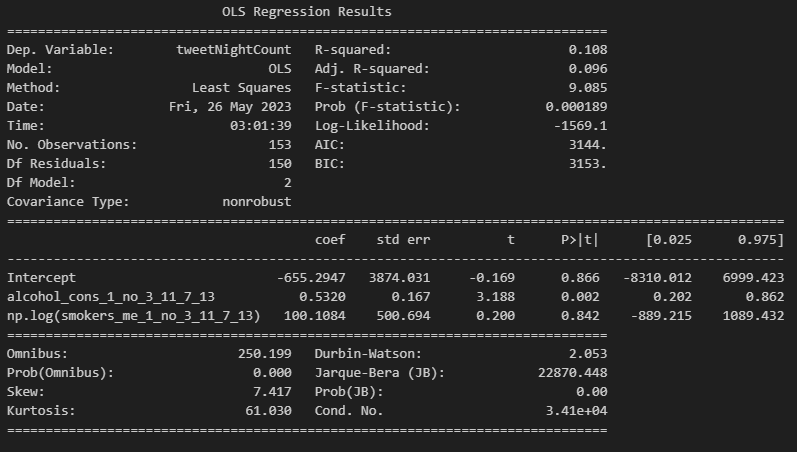 OLS Regression Results
==============================================================================
Dep. Variable: tweetNightCount R-squared: 0.108
Model: OLS Adj. R-squared: 0.096
Method: Least Squares F-statistic: 9.085
Date: Fri, 26 May 2023 Prob (F-statistic): 0.000189
Time: 03:01:39 Log-Likelihood: -1569.1
No. Observations: 153 AIC: 3144.
Df Residuals: 150 BIC: 3153.
Df Model: 2
Covariance Type: nonrobust
=====================================================================================================
coef std err t P>|t| [0.025 0.975]
-----------------------------------------------------------------------------------------------------
Intercept -655.2947 3874.031 -0.169 0.866 -8310.012 6999.423
alcohol_cons_1_no_3_11_7_13 0.5320 0.167 3.188 0.002 0.202 0.862
np.log(smokers_me_1_no_3_11_7_13) 100.1084 500.694 0.200 0.842 -889.215 1089.432
==============================================================================
Omnibus: 250.199 Durbin-Watson: 2.053
Prob(Omnibus): 0.000 Jarque-Bera (JB): 22870.448
Skew: 7.417 Prob(JB): 0.00
Kurtosis: 61.030 Cond. No. 3.41e+04
==============================================================================